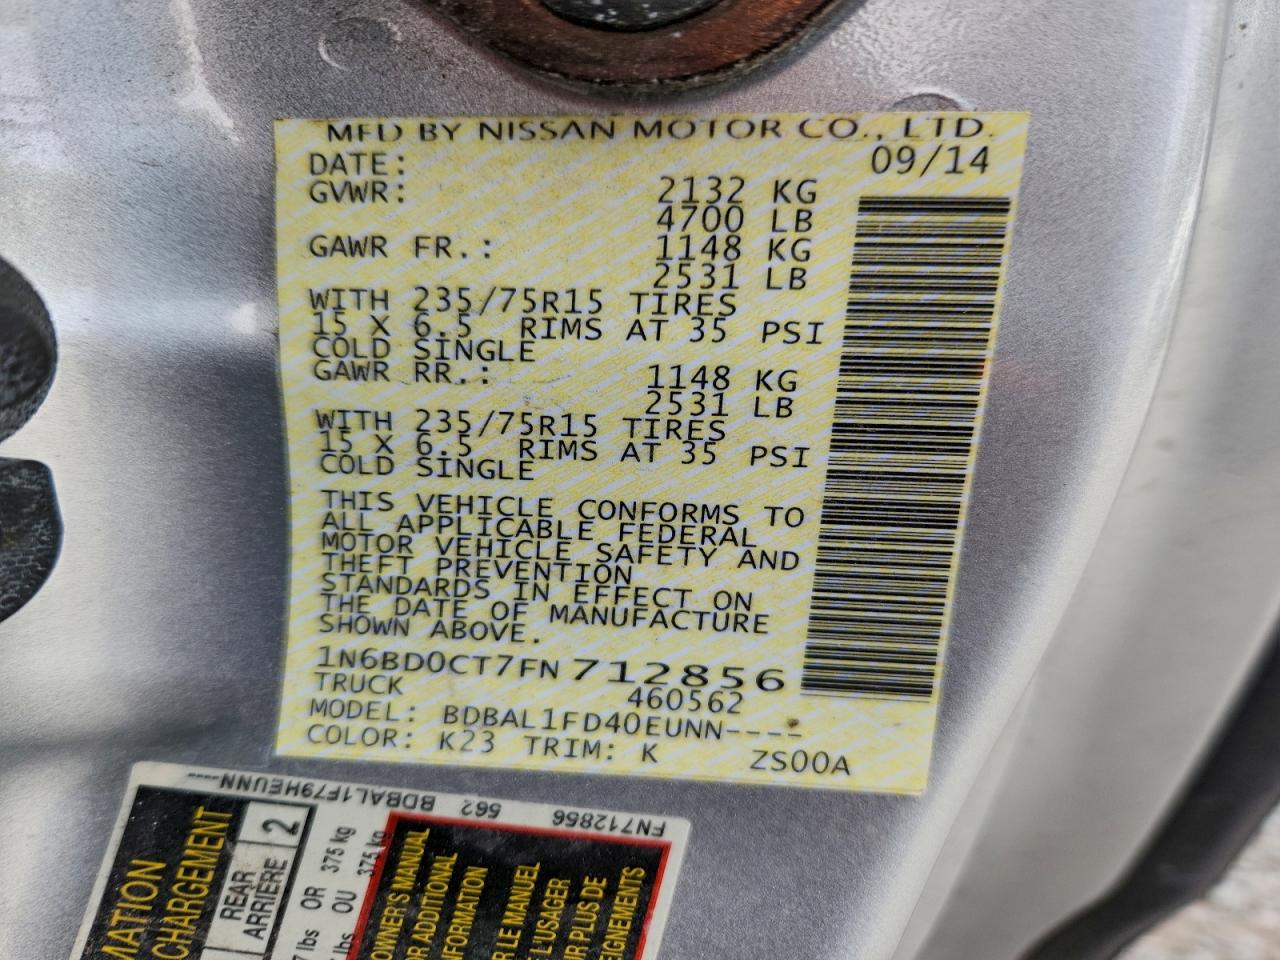 MFD BY NISSAN MOTOR CO., LTD.
DATE: 09/14
GVWR: 2132 KG
4700 LB
GAWR FR.: 1148 KG
2531 LB
WITH 235/75R15 TIRES
15 X 6.5 RIMS AT 35 PSI
COLD SINGLE
GAWR RR.: 1148 KG
2531 LB
WITH 235/75R15 TIRES
15 X 6.5 RIMS AT 35 PSI
COLD SINGLE
THIS VEHICLE CONFORMS TO
ALL APPLICABLE FEDERAL
MOTOR VEHICLE SAFETY AND
THEFT PREVENTION
STANDARDS IN EFFECT ON
THE DATE OF MANUFACTURE
SHOWN ABOVE.
1N6BD0CT7FN712856
TRUCK 460562
MODEL: BDBAL1FD40EUNN----
COLOR: K23 TRIM: K ZS00A
FN712856 562 BDBAL1F79HEUNN----
CHARGEMENT
REAR 2
ARRIÈRE
lbs OR 375 kg
lbs OU 375 kg
OWNER'S MANUAL
ADDITIONAL
LE MANUEL
L'USAGER
PLUS DE